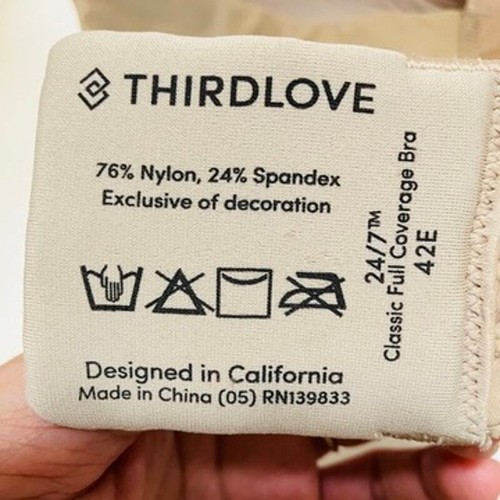 THIRDLOVE
76% Nylon, 24% Spandex
Exclusive of decoration
Designed in California
Made in China (05) RN139833
24/7™
Classic Full Coverage Bra
42E